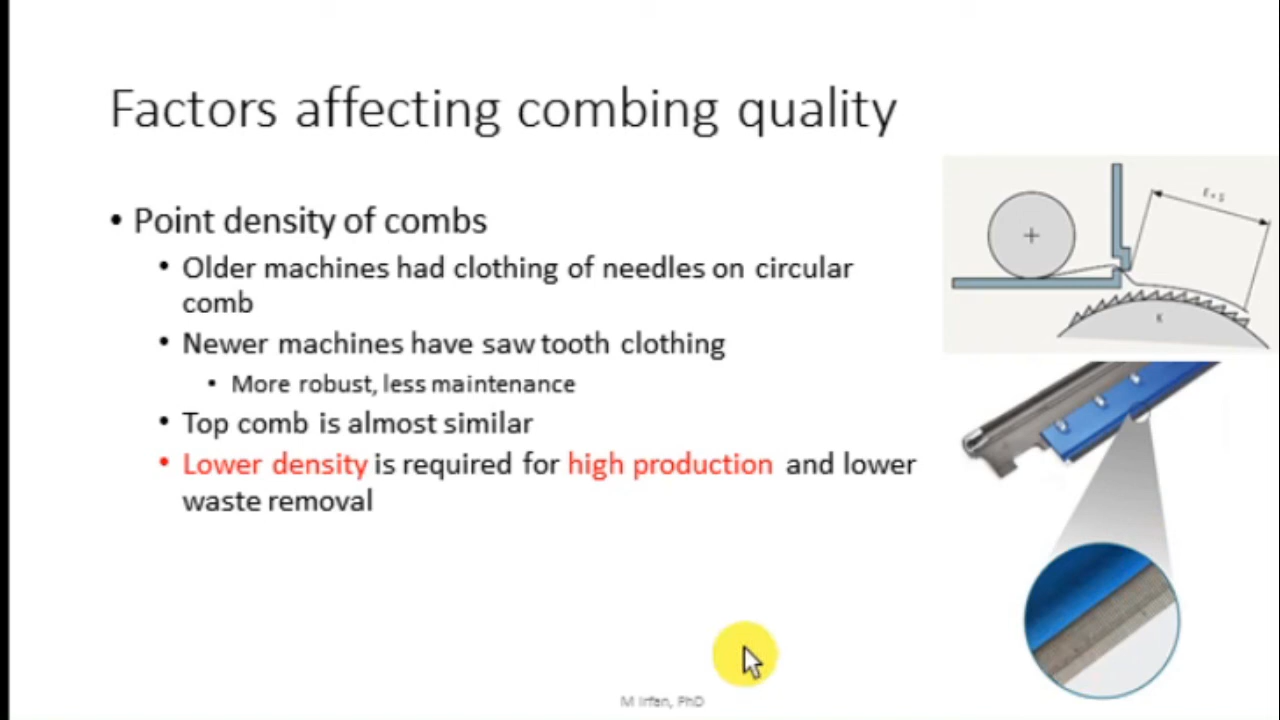 Factors affecting combing quality
• Point density of combs
• Older machines had clothing of needles on circular
comb
• Newer machines have saw tooth clothing
• More robust, less maintenance
• Top comb is almost similar
• Lower density is required for high production and lower
waste removal
K
M Irfan, PhD